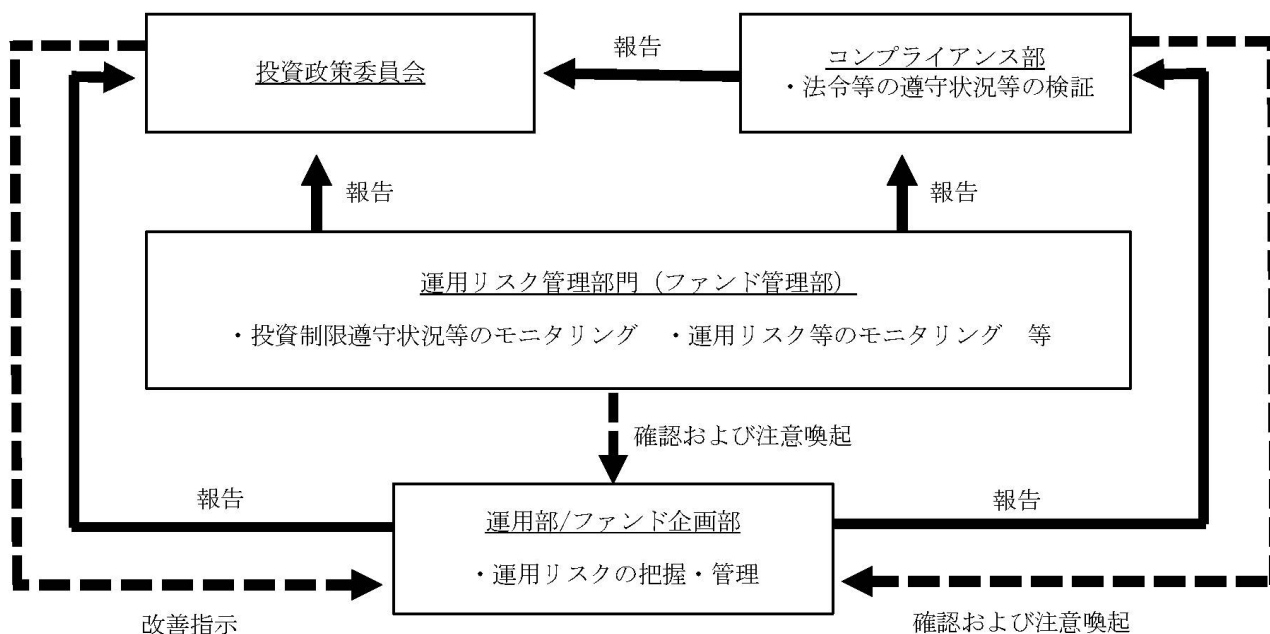 報告
投資政策委員会
コンプライアンス部
・法令等の遵守状況等の検証
報告
報告
運用リスク管理部門（ファンド管理部）
・投資制限遵守状況等のモニタリング　・運用リスク等のモニタリング　等
確認および注意喚起
報告
報告
運用部/ファンド企画部
・運用リスクの把握・管理
改善指示
確認および注意喚起